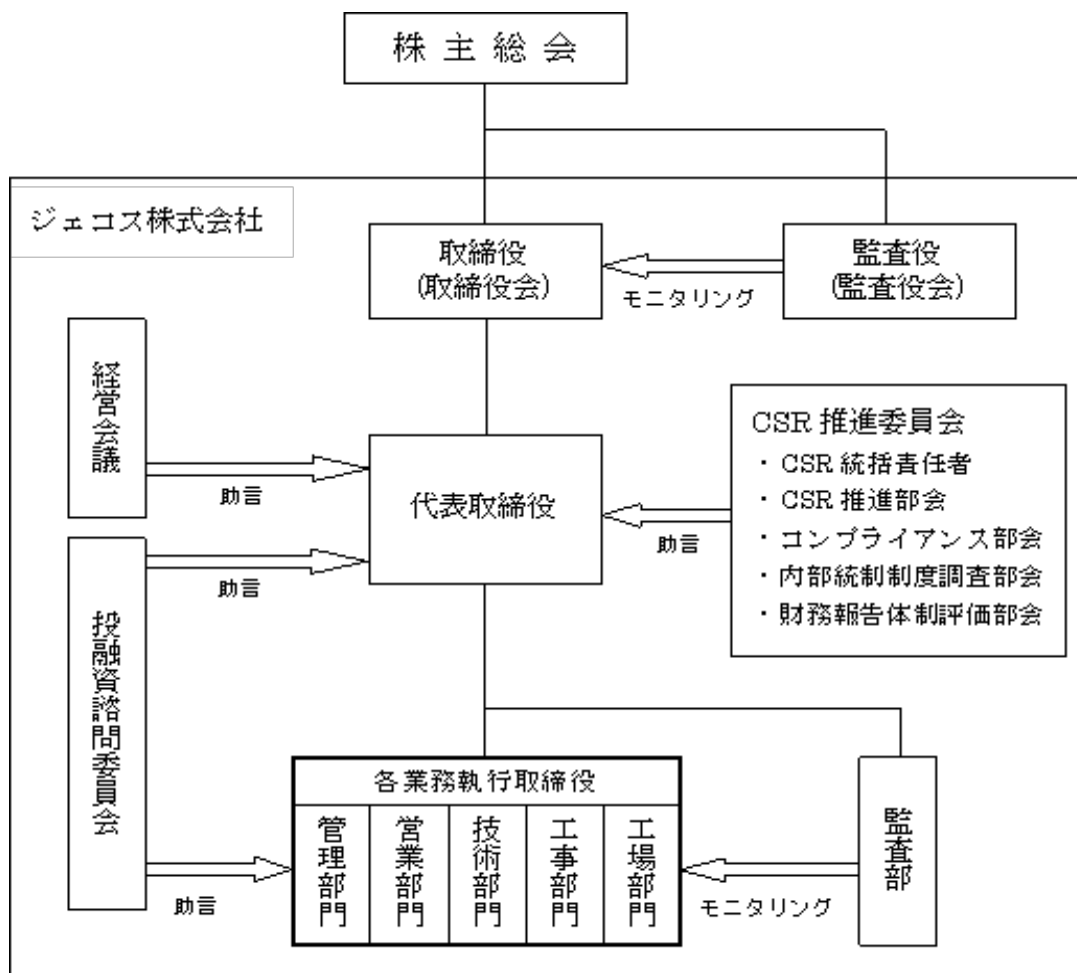 株主総会
ジェコス株式会社
取締役
(取締役会)
監査役
(監査役会)
モニタリング
経営会議
助言
代表取締役
CSR 推進委員会
・ CSR 統括責任者
・ CSR 推進部会
・ コンプライアンス部会
・ 内部統制制度調査部会
・ 財務報告体制評価部会
助言
投融資諮問委員会
助言
各業務執行取締役
管理部門
営業部門
技術部門
工事部門
工場部門
監査部
助言
モニタリング